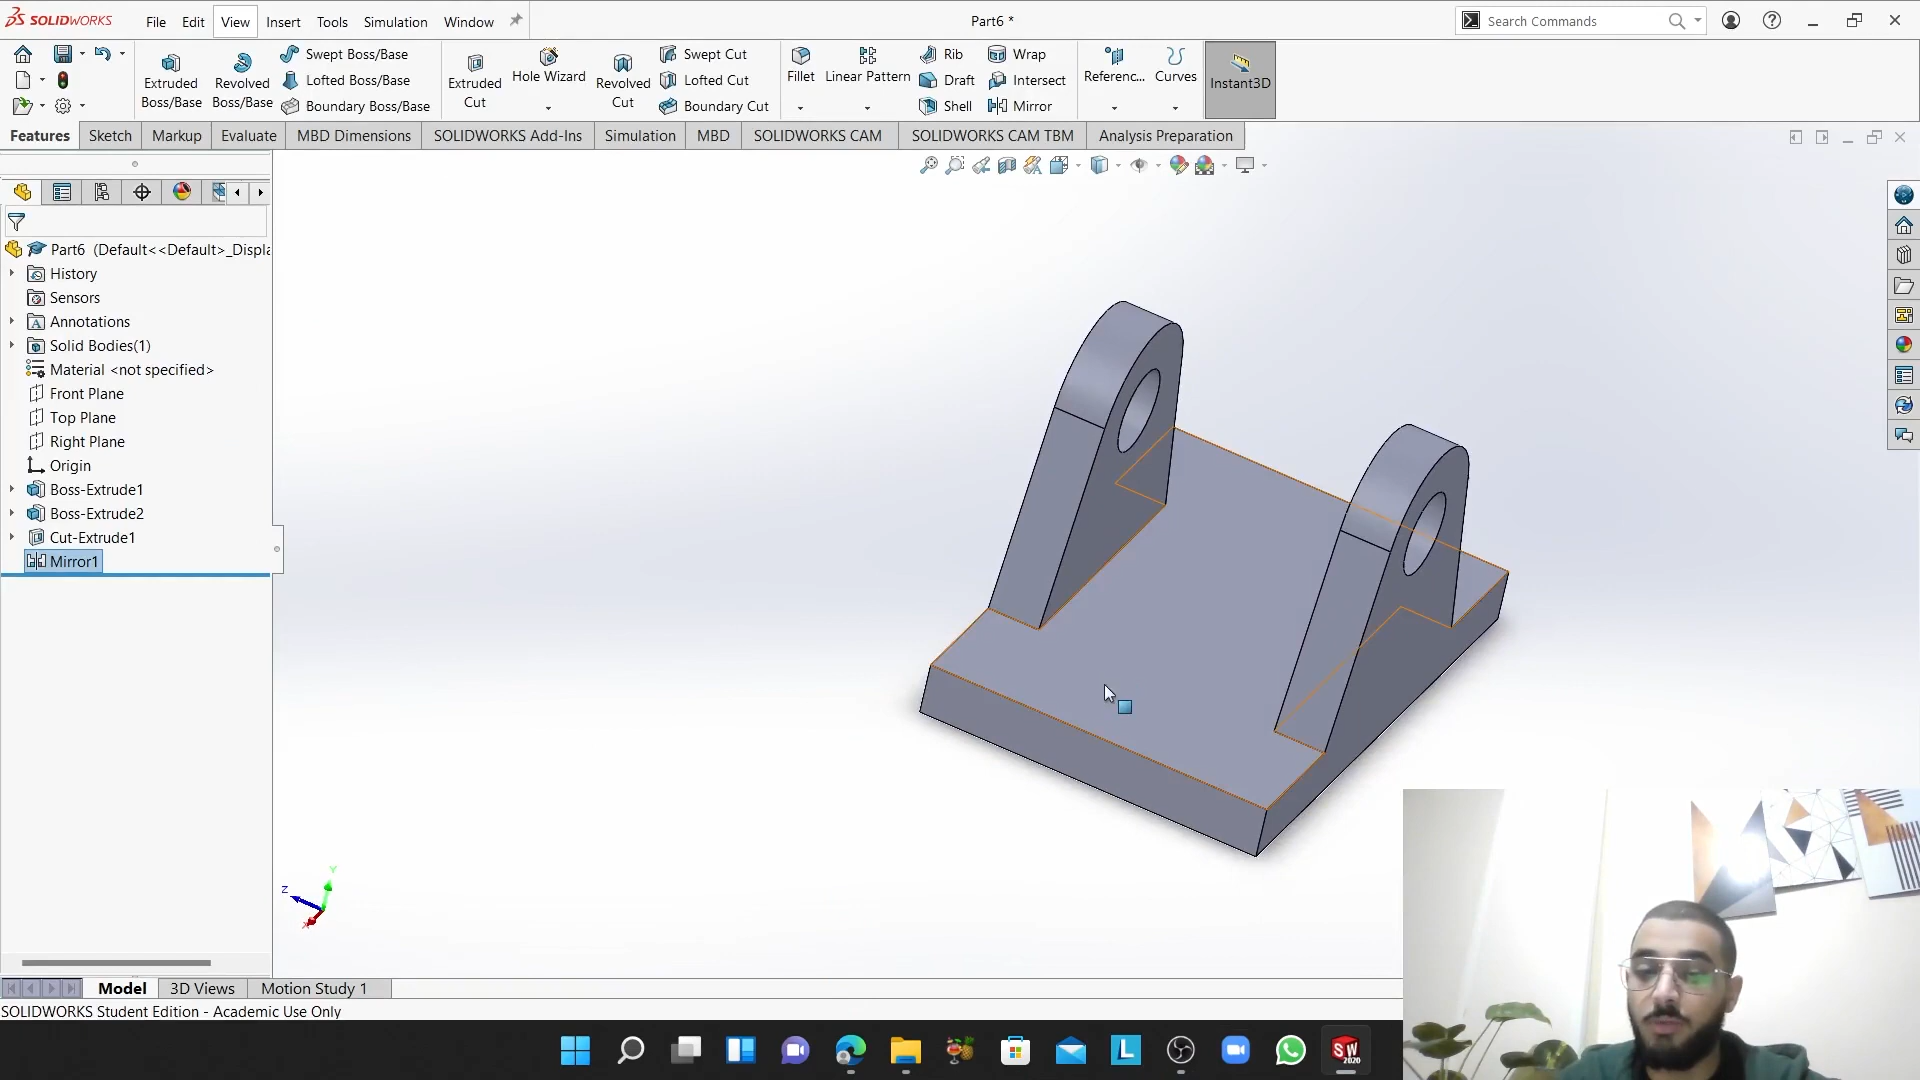 SOLIDWORKS File Edit View Insert Tools Simulation Window Part6 * Search Commands
Extruded Boss/Base
Revolved Boss/Base
Swept Boss/Base
Lofted Boss/Base
Boundary Boss/Base
Extruded Cut
Hole Wizard
Revolved Cut
Swept Cut
Lofted Cut
Boundary Cut
Fillet
Linear Pattern
Rib
Draft
Shell
Wrap
Intersect
Mirror
Referenc...
Curves
Instant3D
Features Sketch Markup Evaluate MBD Dimensions SOLIDWORKS Add-Ins Simulation MBD SOLIDWORKS CAM SOLIDWORKS CAM TBM Analysis Preparation
Part6 (Default<<Default>_Displa
History
Sensors
Annotations
Solid Bodies(1)
Material <not specified>
Front Plane
Top Plane
Right Plane
Origin
Boss-Extrude1
Boss-Extrude2
Cut-Extrude1
Mirror1
Y
Z
X
Model 3D Views Motion Study 1
SOLIDWORKS Student Edition - Academic Use Only
L
SW
2020